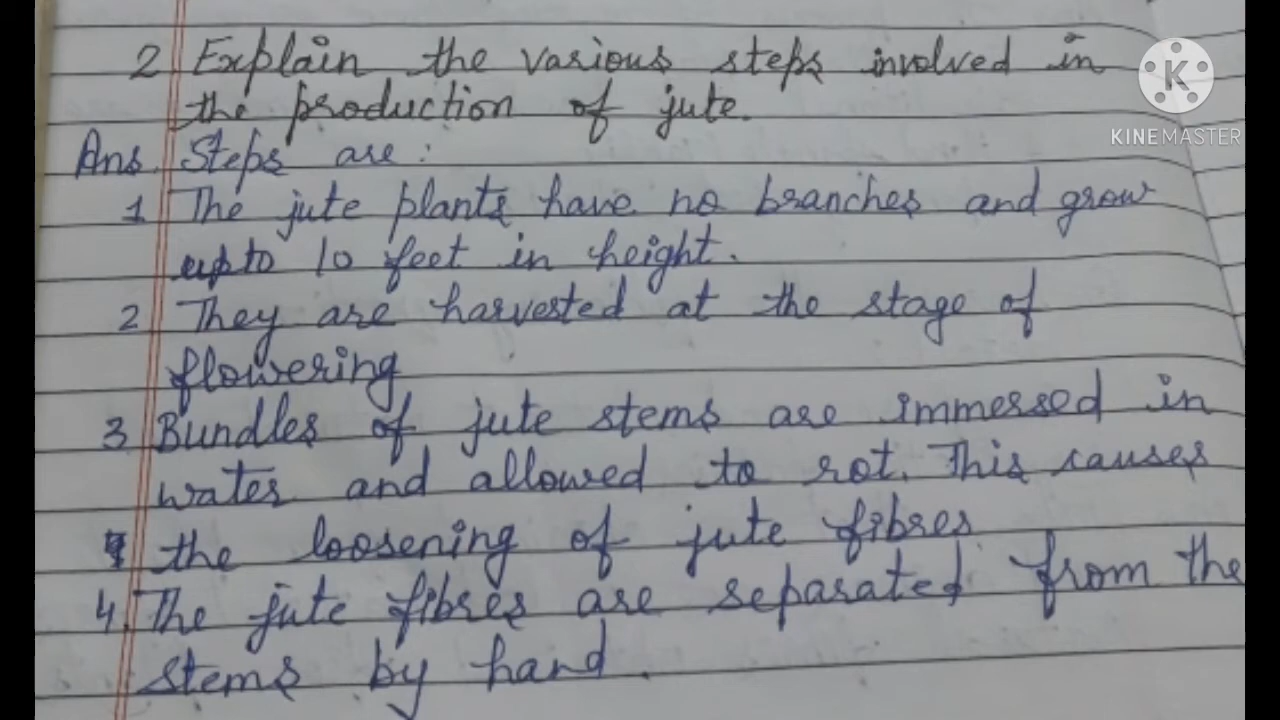 2 Explain the various steps involved in
the production of jute.
K
KINEMASTER
Ans. Steps are:
1 The jute plants have no branches and grow
upto 10 feet in height.
2 They are harvested at the stage of
flowering
3 Bundles of jute stems are immersed in
water and allowed to rot. This causes
the loosening of jute fibres
4. The jute fibres are separated from the
stems by hand.